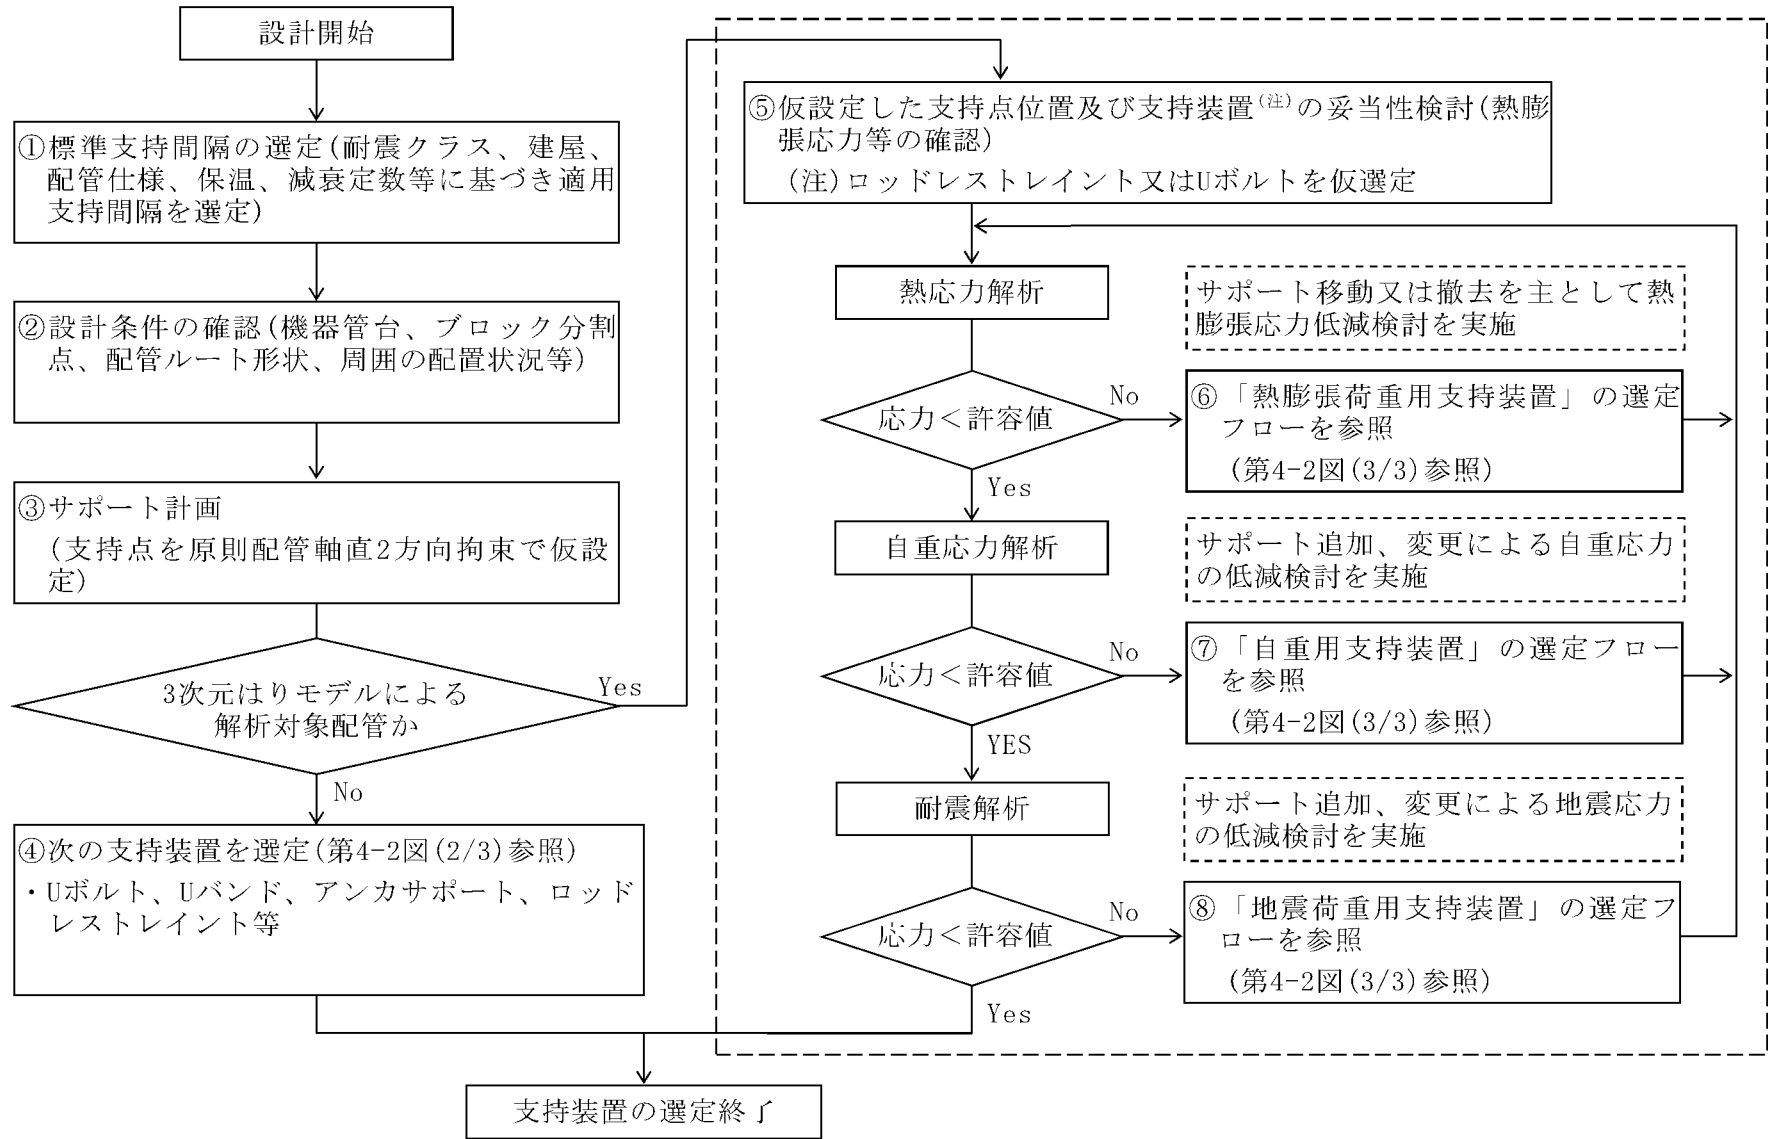 設計開始
①標準支持間隔の選定(耐震クラス、建屋、
配管仕様、保温、減衰定数等に基づき適用
支持間隔を選定)
②設計条件の確認(機器管台、ブロック分割
点、配管ルート形状、周囲の配置状況等)
③サポート計画
(支持点を原則配管軸直2方向拘束で仮設
定)
3次元はりモデルによる
解析対象配管か
Yes
No
④次の支持装置を選定(第4-2図(2/3)参照)
・Uボルト、Uバンド、アンカサポート、ロッド
レストレイント等
⑤仮設定した支持点位置及び支持装置(注)の妥当性検討(熱膨
張応力等の確認)
(注)ロッドレストレイント又はUボルトを仮選定
熱応力解析
サポート移動又は撤去を主として熱
膨張応力低減検討を実施
応力<許容値
No
⑥「熱膨張荷重用支持装置」の選定
フローを参照
(第4-2図(3/3)参照)
Yes
自重応力解析
サポート追加、変更による自重応力
の低減検討を実施
応力<許容値
No
⑦「自重用支持装置」の選定フロー
を参照
(第4-2図(3/3)参照)
YES
耐震解析
サポート追加、変更による地震応力
の低減検討を実施
応力<許容値
No
⑧「地震荷重用支持装置」の選定フ
ローを参照
(第4-2図(3/3)参照)
Yes
支持装置の選定終了